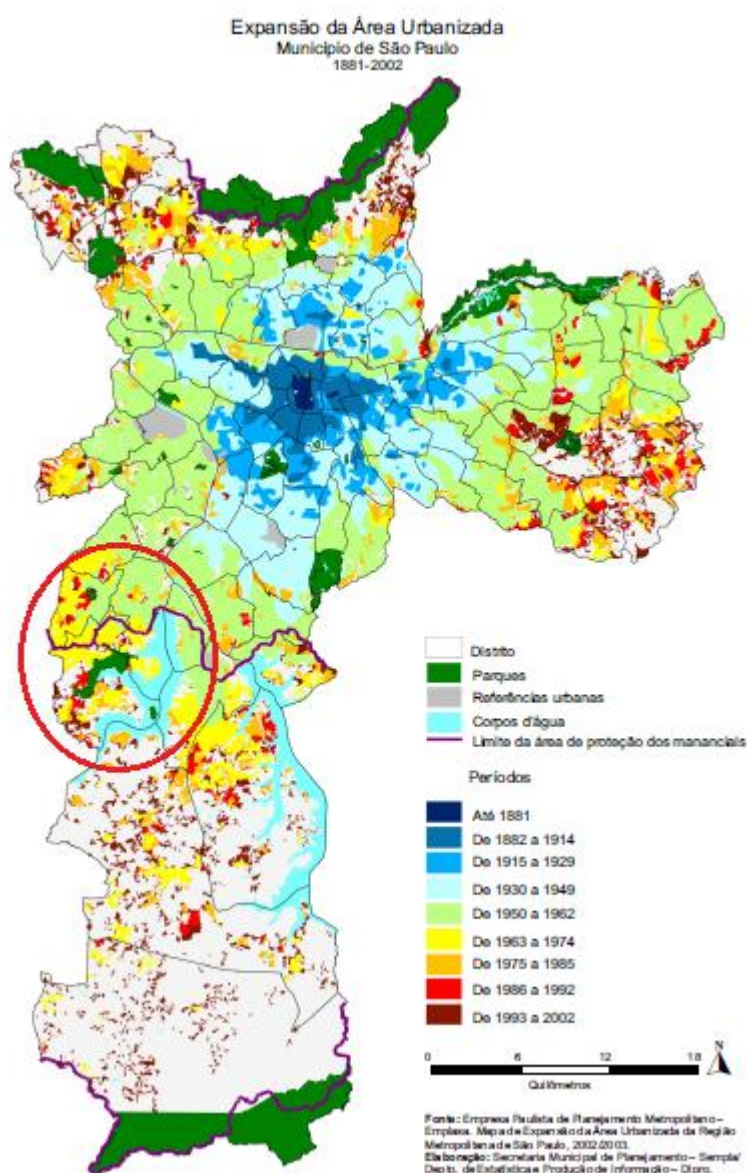 Expansão da Área Urbanizada
Município de São Paulo
1881-2002
Distrito
Parques
Referências urbanas
Corpos d'água
Limite da área de proteção dos mananciais
Períodos
Até 1881
De 1882 a 1914
De 1915 a 1929
De 1930 a 1949
De 1950 a 1962
De 1963 a 1974
De 1975 a 1985
De 1986 a 1992
De 1993 a 2002
N
0 6 12 18
Quilômetros
Fonte: Empresa Paulista de Planejamento Metropolitano –
Emplasa. Mapa de Expansão da Área Urbanizada da Região
Metropolitana de São Paulo, 2002/2003.
Elaboração: Secretaria Municipal de Planejamento – Sempla/
Depto. de Estatística e Produção de Informação – Dipro.